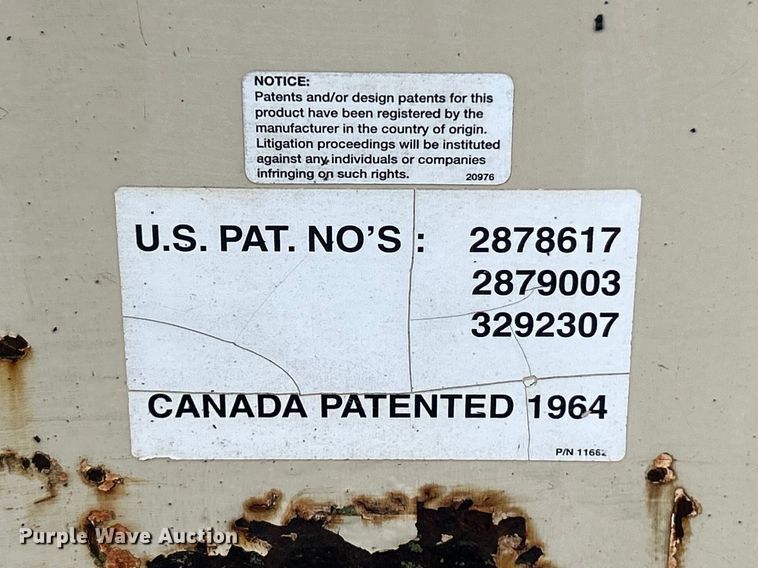 NOTICE:
Patents and/or design patents for this
product have been registered by the
manufacturer in the country of origin.
Litigation proceedings will be instituted
against any individuals or companies
infringing on such rights.
20976
U.S. PAT. NO'S : 2878617
2879003
3292307
CANADA PATENTED 1964
P/N 11662
Purple Wave Auction